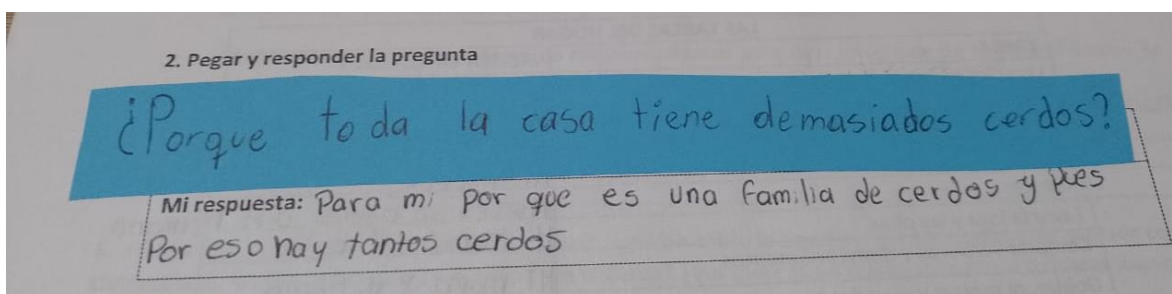 2. Pegar y responder la pregunta
¿Porque toda la casa tiene demasiados cerdos?
Mi respuesta: Para mi por que es una familia de cerdos y pues
Por eso hay tantos cerdos